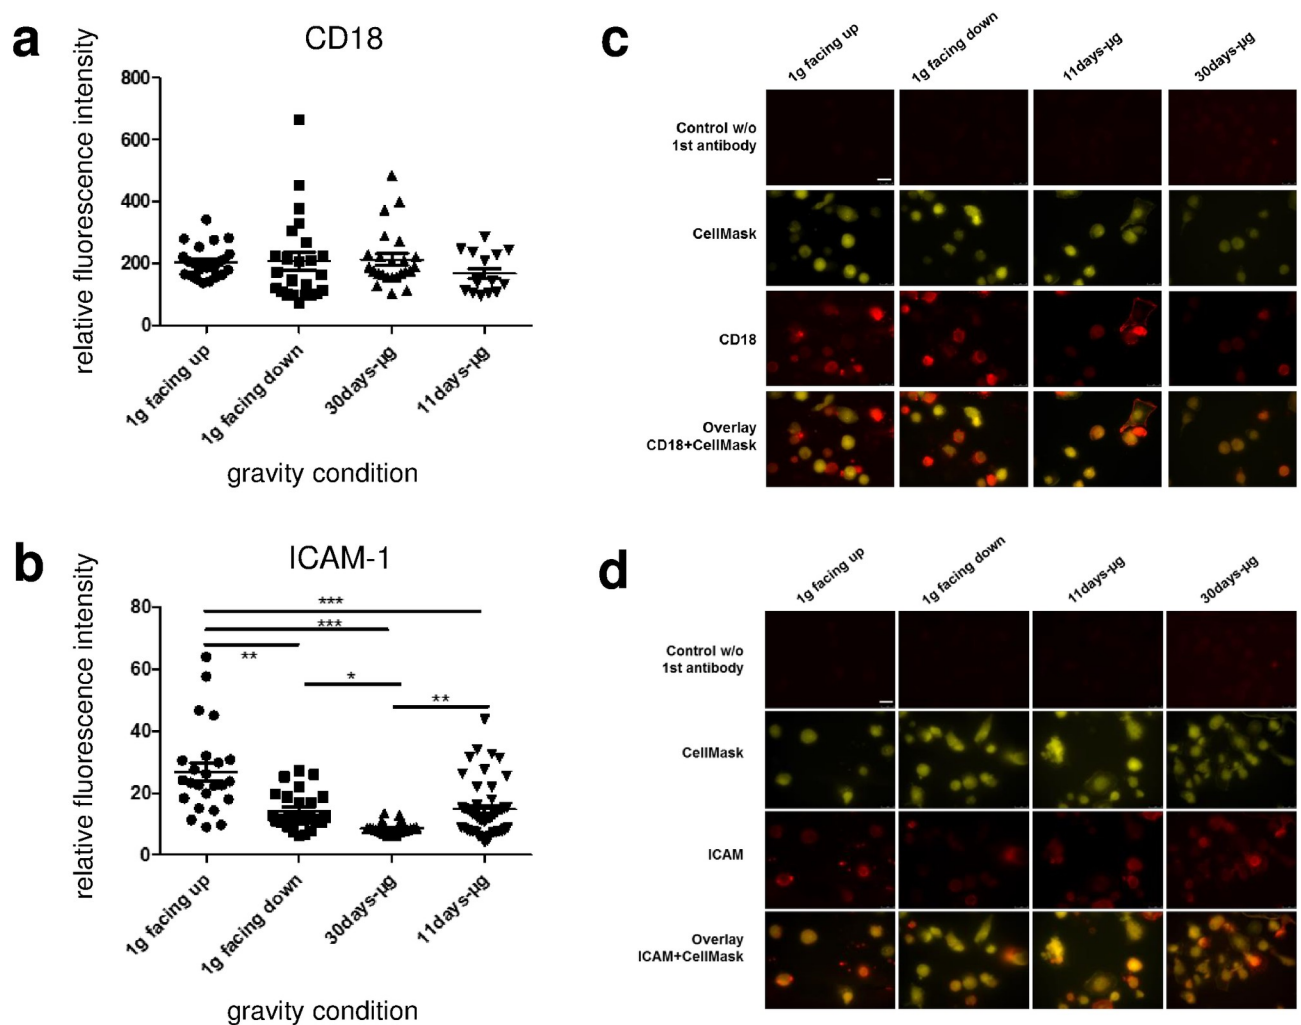 a
CD18
relative fluorescence intensity
800
600
400
200
0
1g facing up
1g facing down
30days-µg
11days-µg
gravity condition
b
ICAM-1
relative fluorescence intensity
80
60
40
20
0
***
***
**
*
**
1g facing up
1g facing down
30days-µg
11days-µg
gravity condition
c
1g facing up
1g facing down
11days-µg
30days-µg
Control w/o
1st antibody
CellMask
CD18
Overlay
CD18+CellMask
d
1g facing up
1g facing down
11days-µg
30days-µg
Control w/o
1st antibody
CellMask
ICAM
Overlay
ICAM+CellMask